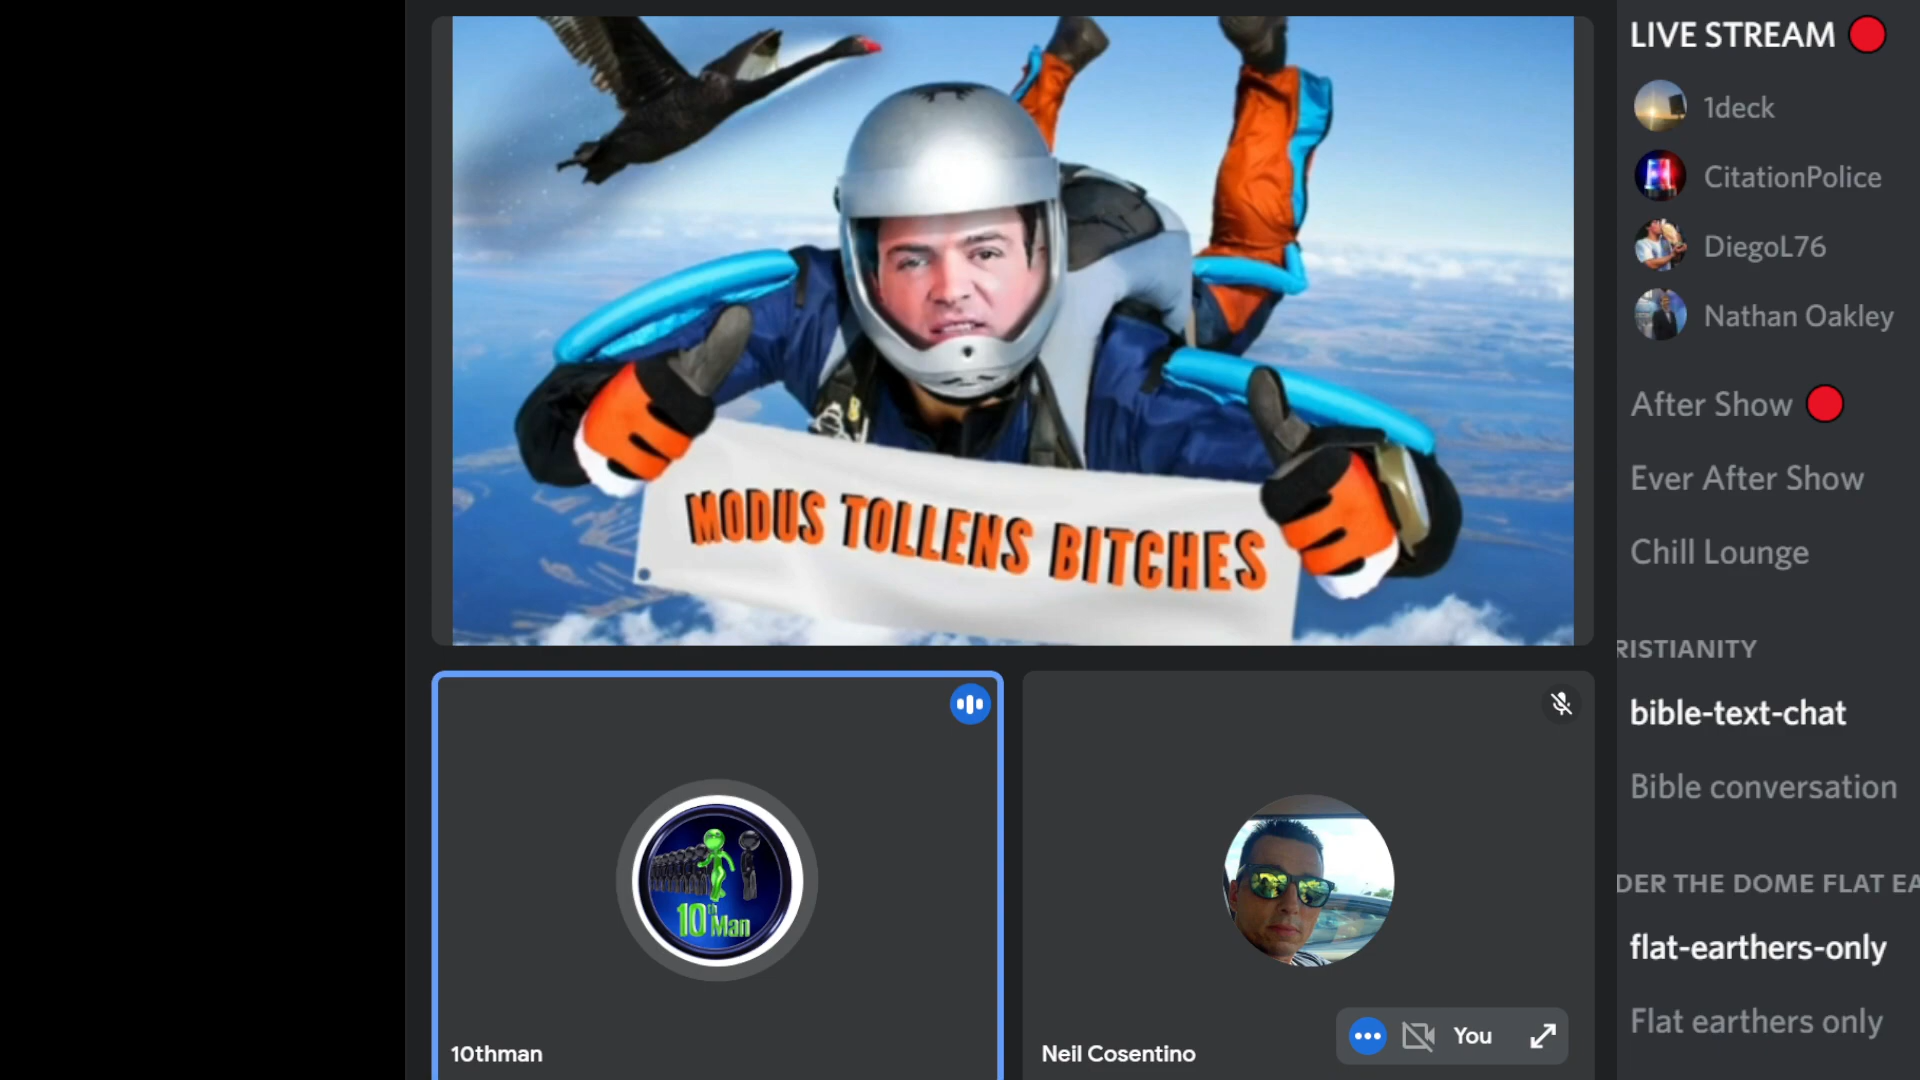 MODUS TOLLENS BITCHES
10th Man
10thman
Neil Cosentino
You
LIVE STREAM
1deck
CitationPolice
DiegoL76
Nathan Oakley
After Show
Ever After Show
Chill Lounge
RISTIANITY
bible-text-chat
Bible conversation
DER THE DOME FLAT EA
flat-earthers-only
Flat earthers only